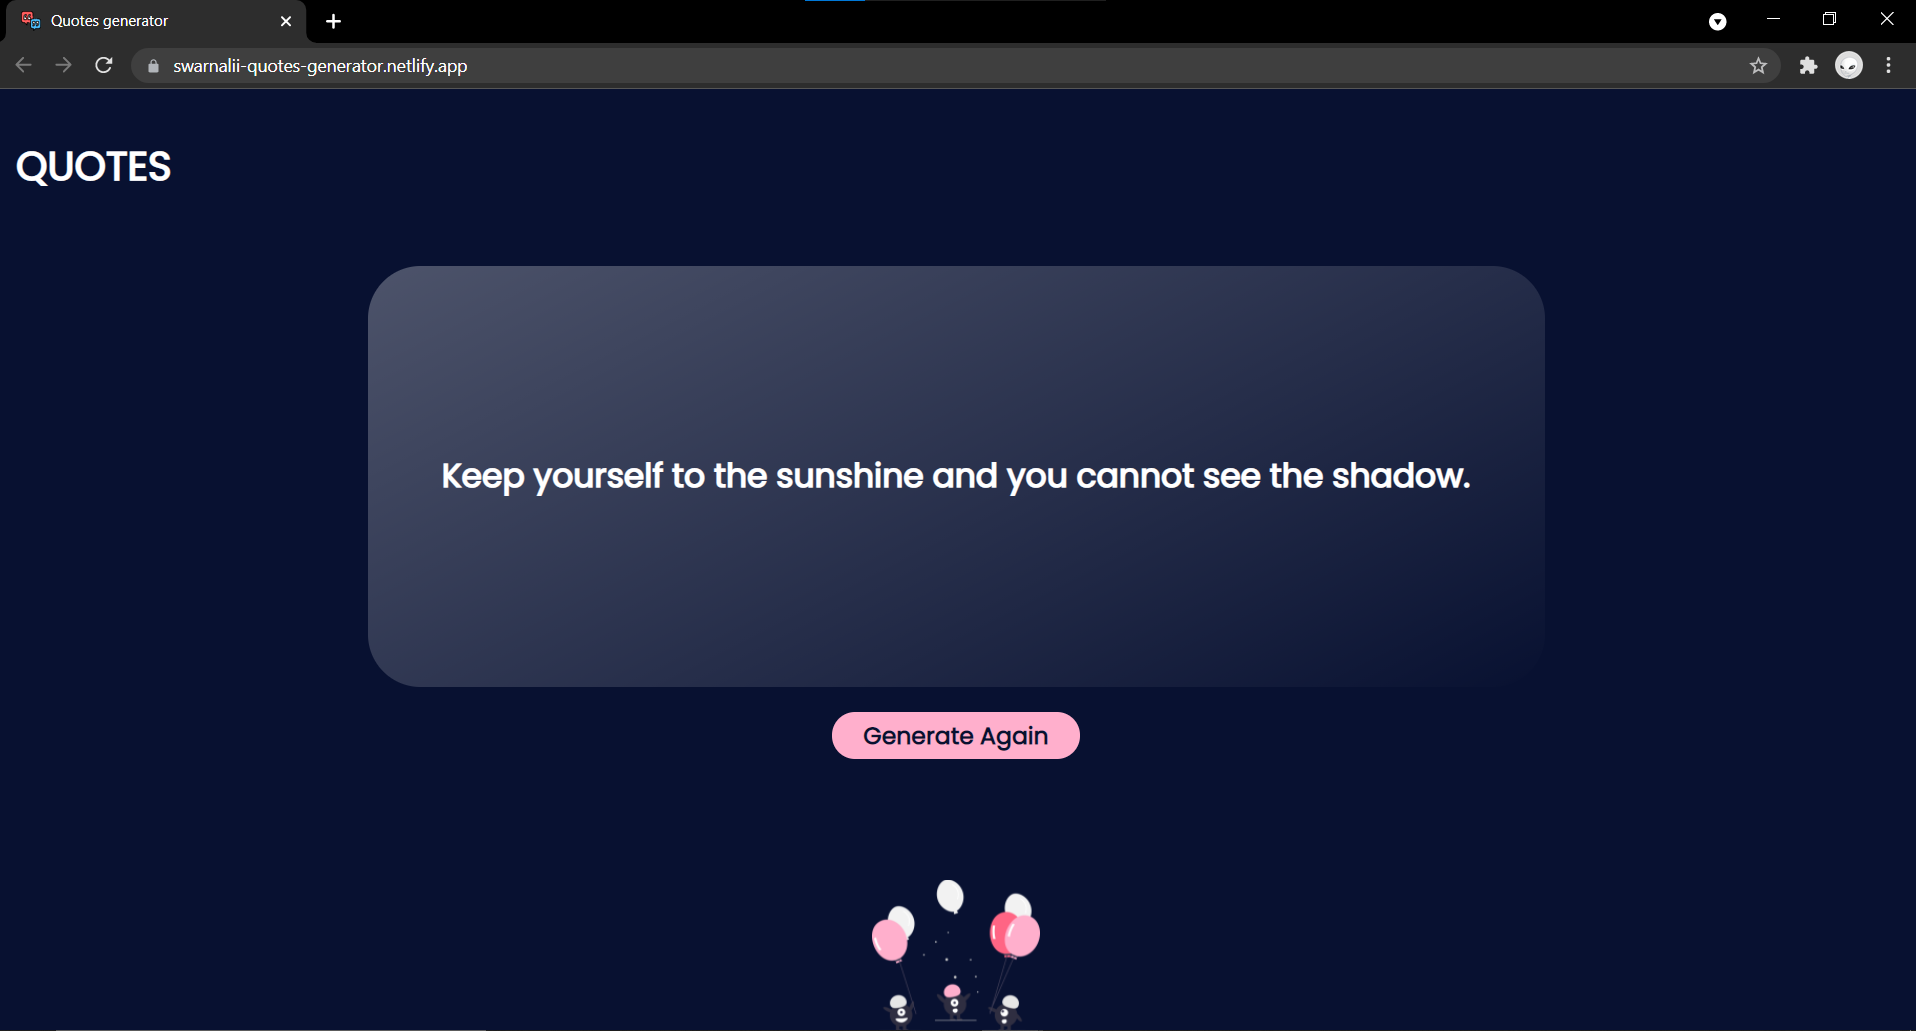 Quotes generator
swarnalii-quotes-generator.netlify.app
QUOTES
Keep yourself to the sunshine and you cannot see the shadow.
Generate Again